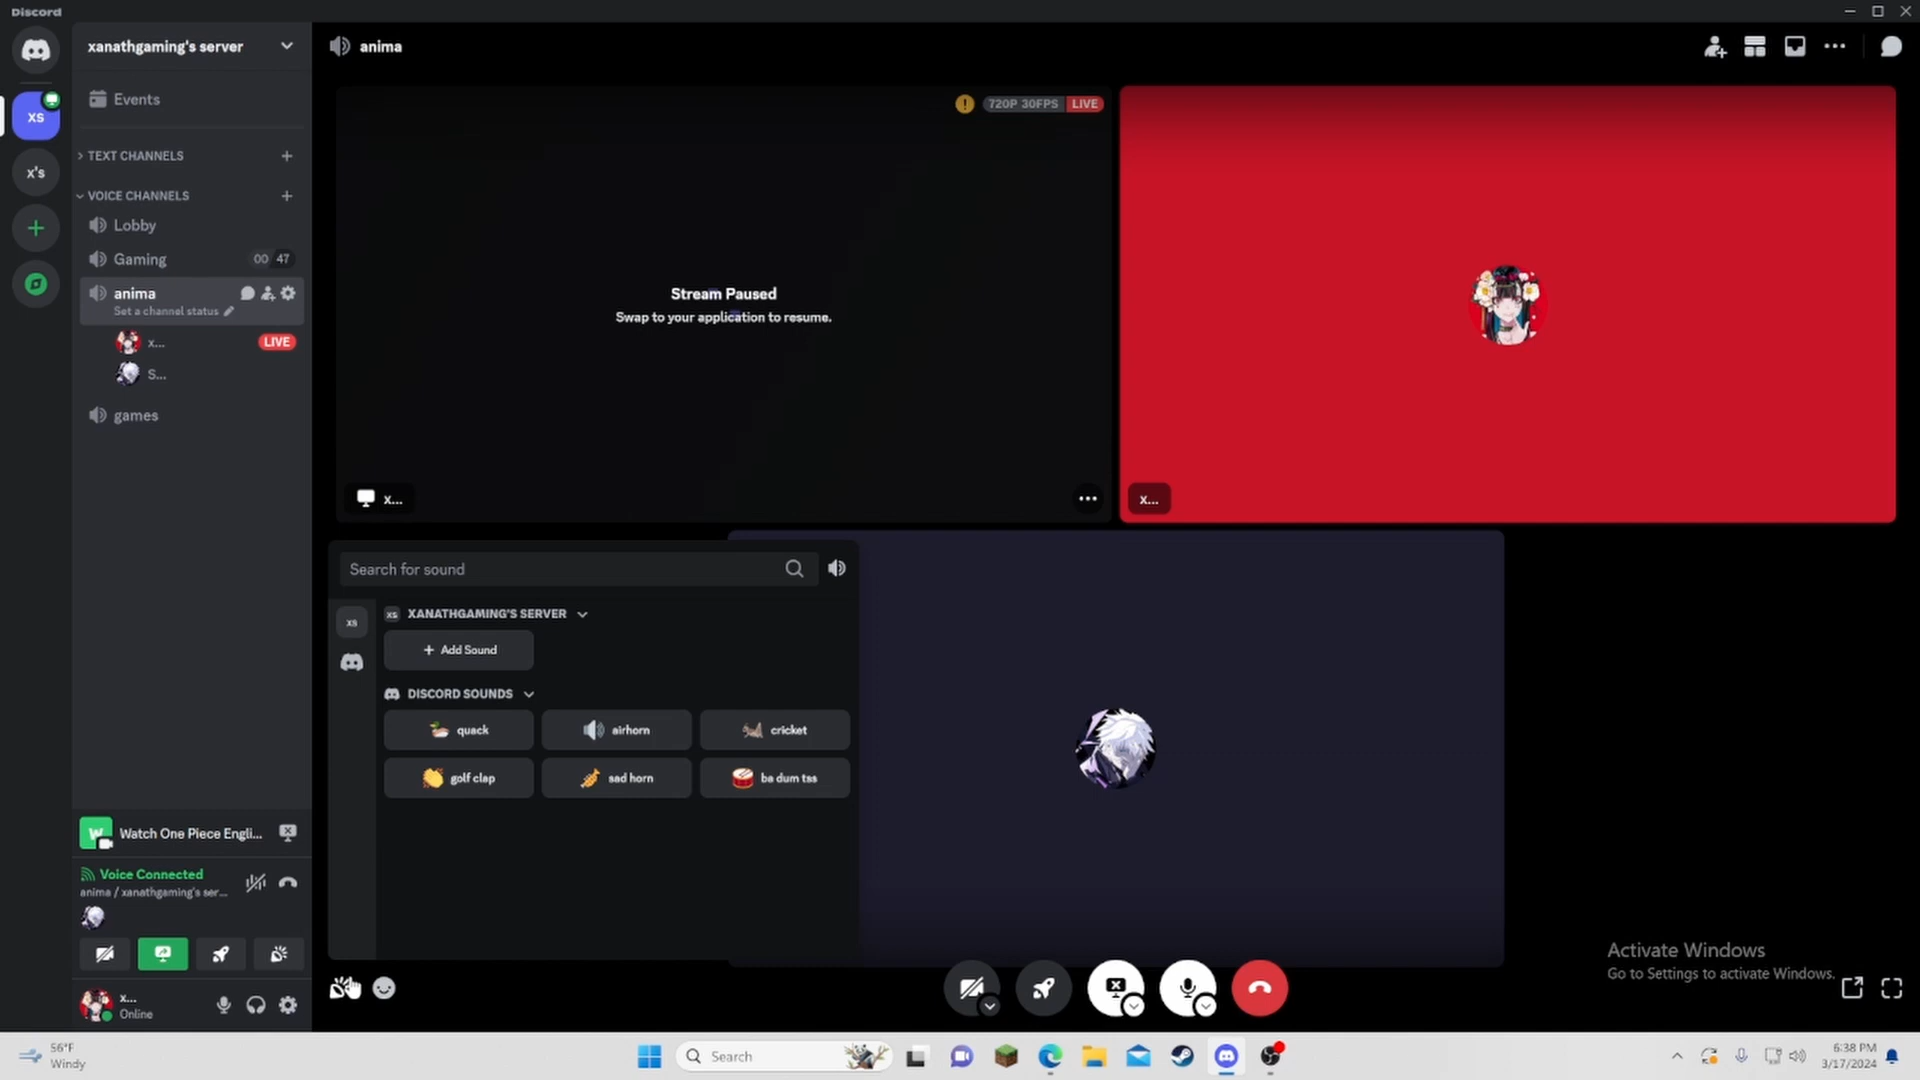 Discord
xanathgaming's server
anima
Events
TEXT CHANNELS
VOICE CHANNELS
Lobby
Gaming
00 47
anima
Set a channel status
x...
LIVE
S...
games
XS
x's
720P 30FPS LIVE
Stream Paused
Swap to your application to resume.
x...
x...
Search for sound
XS
XS XANATHGAMING'S SERVER
+ Add Sound
DISCORD SOUNDS
quack
airhorn
cricket
golf clap
sad horn
ba dum tss
W
Watch One Piece Engli...
Voice Connected
anima / xanathgaming's ser...
x...
Online
Activate Windows
Go to Settings to activate Windows.
56°F
Windy
Search
6:38 PM
3/17/2024